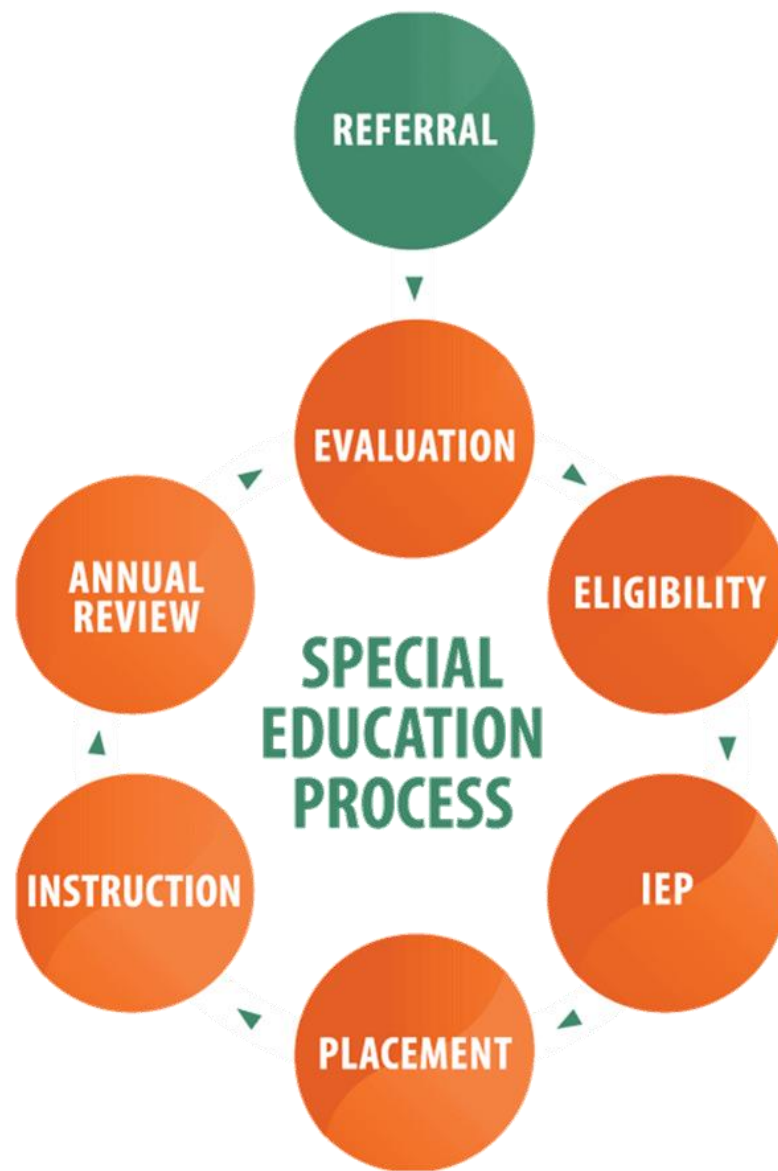 REFERRAL
EVALUATION
ELIGIBILITY
IEP
PLACEMENT
INSTRUCTION
ANNUAL
REVIEW
SPECIAL
EDUCATION
PROCESS